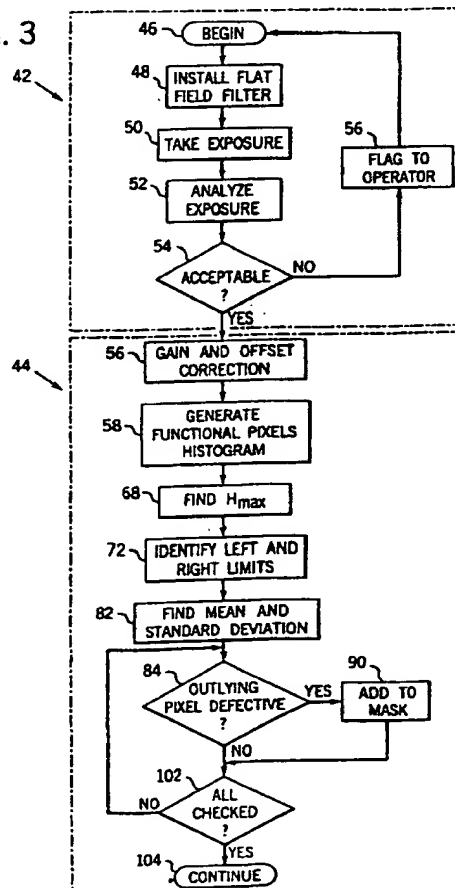 . 3
42
46
BEGIN
48
INSTALL FLAT
FIELD FILTER
50
TAKE EXPOSURE
56
FLAG TO
OPERATOR
52
ANALYZE
EXPOSURE
54
ACCEPTABLE
?
NO
YES
44
56
GAIN AND OFFSET
CORRECTION
58
GENERATE
FUNCTIONAL PIXELS
HISTOGRAM
68
FIND Hmax
72
IDENTIFY LEFT AND
RIGHT LIMITS
82
FIND MEAN AND
STANDARD DEVIATION
84
OUTLYING
PIXEL DEFECTIVE
?
YES
90
ADD TO
MASK
NO
102
ALL
CHECKED
?
NO
YES
104
CONTINUE